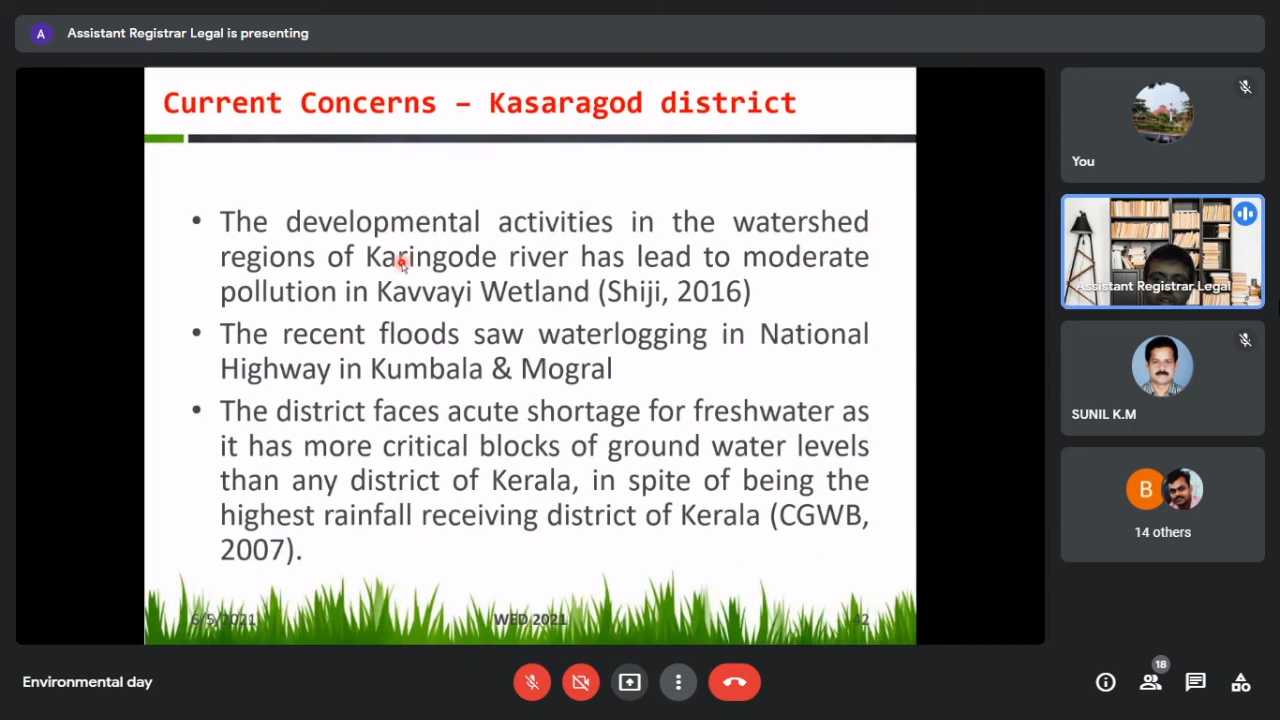 A
Assistant Registrar Legal is presenting
Current Concerns – Kasaragod district
• The developmental activities in the watershed
regions of Karingode river has lead to moderate
pollution in Kavvayi Wetland (Shiji, 2016)
• The recent floods saw waterlogging in National
Highway in Kumbala & Mogral
• The district faces acute shortage for freshwater as
it has more critical blocks of ground water levels
than any district of Kerala, in spite of being the
highest rainfall receiving district of Kerala (CGWB,
2007).
6/5/2021 WED 2021 42
You
Assistant Registrar Legal
SUNIL K.M
B
14 others
Environmental day
18